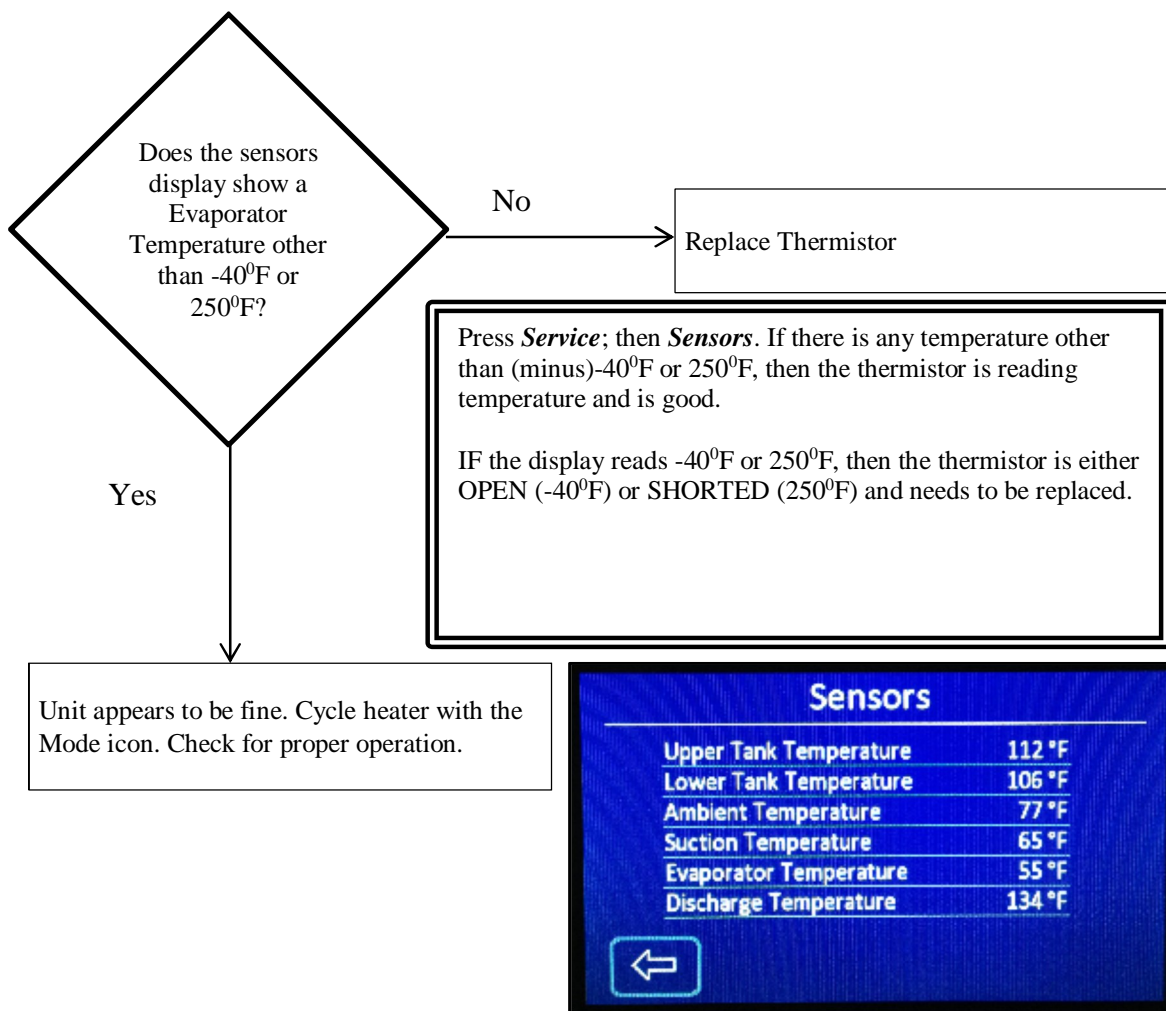 Does the sensors
display show a
Evaporator
Temperature other
than -40⁰F or
250⁰F?
No
Replace Thermistor
Press Service; then Sensors. If there is any temperature other
than (minus)-40⁰F or 250⁰F, then the thermistor is reading
temperature and is good.
IF the display reads -40⁰F or 250⁰F, then the thermistor is either
OPEN (-40⁰F) or SHORTED (250⁰F) and needs to be replaced.
Yes
Unit appears to be fine. Cycle heater with the
Mode icon. Check for proper operation.
Sensors
Upper Tank Temperature 112 °F
Lower Tank Temperature 106 °F
Ambient Temperature 77 °F
Suction Temperature 65 °F
Evaporator Temperature 55 °F
Discharge Temperature 134 °F